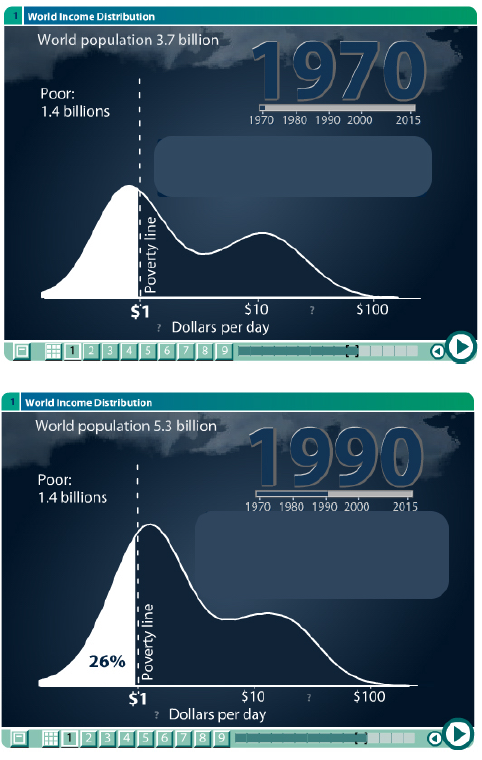 1 World Income Distribution
World population 3.7 billion
1970
Poor:
1.4 billions
1970 1980 1990 2000 2015
Poverty line
$1 $10 ? $100
? Dollars per day
1 2 3 4 5 6 7 8 9
1 World Income Distribution
World population 5.3 billion
1990
Poor:
1.4 billions
1970 1980 1990 2000 2015
Poverty line
26%
$1 $10 ? $100
? Dollars per day
1 2 3 4 5 6 7 8 9